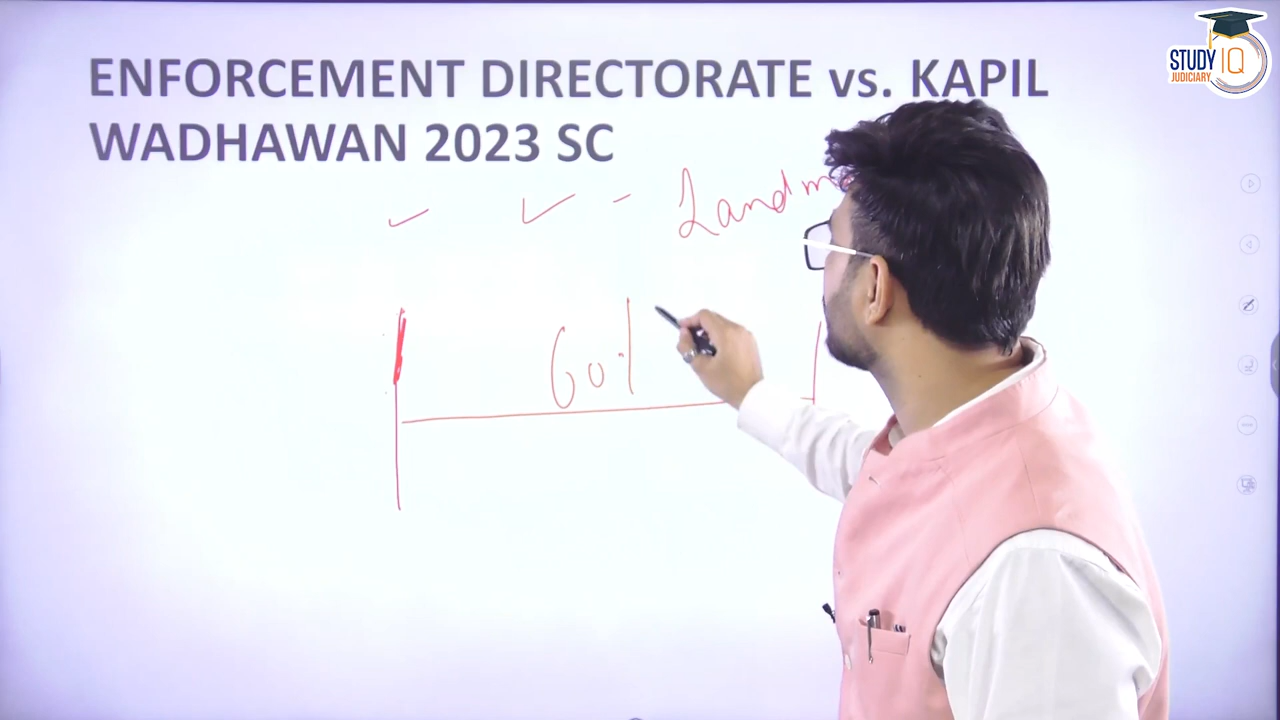 ENFORCEMENT DIRECTORATE vs. KAPIL
WADHAWAN 2023 SC
STUDY IQ
JUDICIARY
Landm